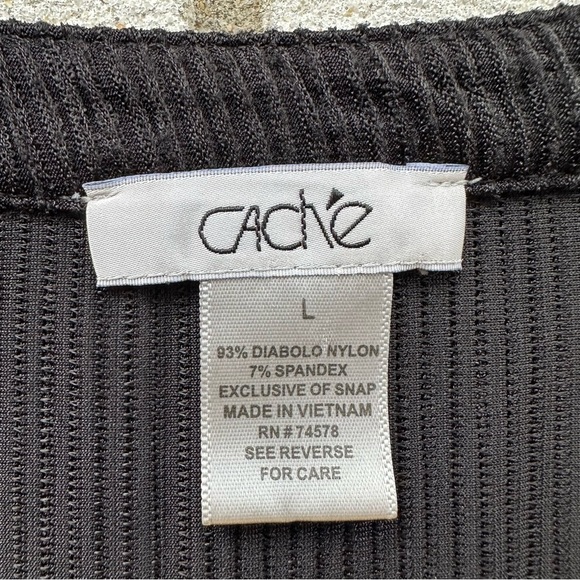 CACHé
L
93% DIABOLO NYLON
7% SPANDEX
EXCLUSIVE OF SNAP
MADE IN VIETNAM
RN # 74578
SEE REVERSE
FOR CARE